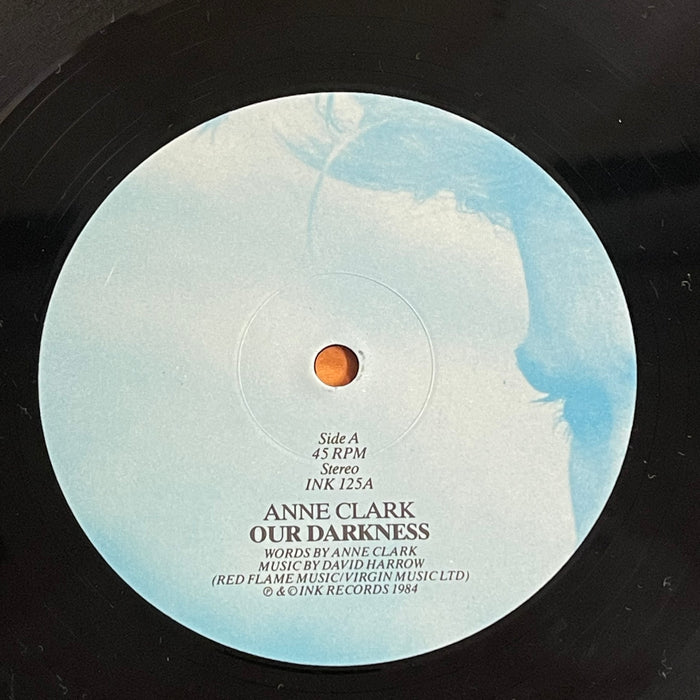 Side A
45 RPM
Stereo
INK 125A
ANNE CLARK
OUR DARKNESS
WORDS BY ANNE CLARK
MUSIC BY DAVID HARROW
(RED FLAME MUSIC/VIRGIN MUSIC LTD)
℗ & © INK RECORDS 1984